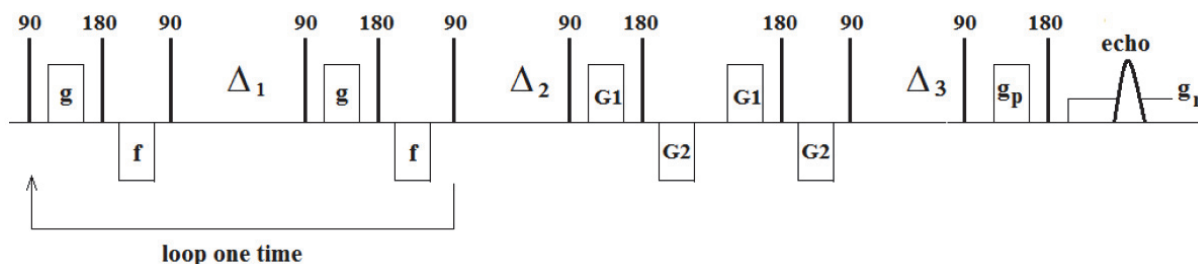 90 180 90 90 180 90 90 180 180 90 90 180
echo
g f Δ1 g f Δ2 G1 G2 G1 G2 Δ3 gp
loop one time